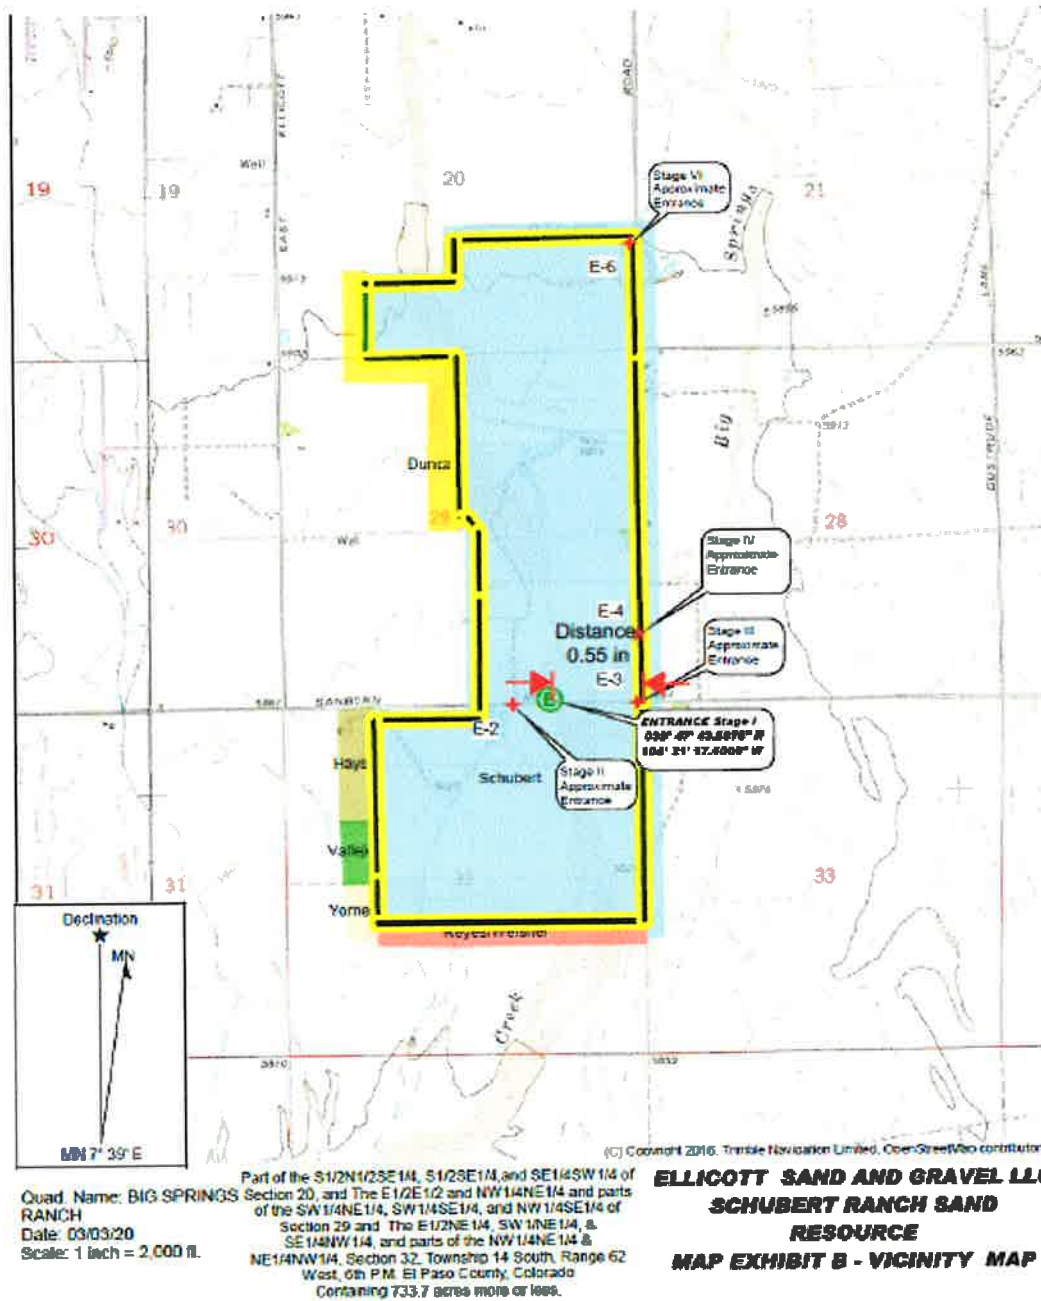 ELLICOTT
EAST
ROAD
Well
20
19
19
21
Stage VI
Approximate
Entrance
Springs
E-6
LANE
Big
Dunca
29
30
30
28
Well
Stage IV
Approximate
Entrance
E-4
Distance
0.55 in
Stage III
Approximate
Entrance
E-3
E
SANBORN
E-2
ENTRANCE Stage I
Hays
Schubert
Stage II
Approximate
Entrance
Valle
31
31
33
Yorne
Creek
Declination
MN
MN 7° 39' E
(C) Copyright 2016, Trimble Navigation Limited, OpenStreetMap contributor
Quad. Name: BIG SPRINGS
RANCH
Date: 03/03/20
Scale: 1 inch = 2,000 ft.
Part of the S1/2N1/2SE1/4, S1/2SE1/4,and SE1/4SW1/4 of
Section 20, and The E1/2E1/2 and NW1/4NE1/4 and parts
of the SW1/4NE1/4, SW1/4SE1/4, and NW1/4SE1/4 of
Section 29 and The E1/2NE1/4, SW1/NE1/4, &
SE1/4NW1/4, and parts of the NW1/4NE1/4 &
NE1/4NW1/4, Section 32, Township 14 South, Range 62
West, 6th P.M. El Paso County, Colorado
Containing 733.7 acres more or less.
ELLICOTT SAND AND GRAVEL LLC
SCHUBERT RANCH SAND
RESOURCE
MAP EXHIBIT B - VICINITY MAP